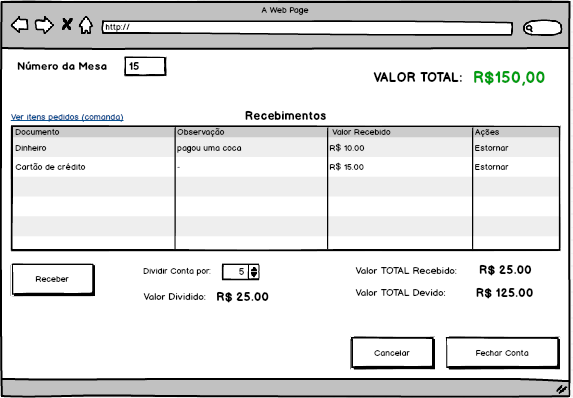 A Web Page
http://
Número da Mesa 15
VALOR TOTAL: R$150,00
Ver itens pedidos (comanda)
Recebimentos
Documento Observação Valor Recebido Ações
Dinheiro pagou uma coca R$ 10.00 Estornar
Cartão de crédito - R$ 15.00 Estornar
Receber
Dividir Conta por: 5
Valor Dividido: R$ 25.00
Valor TOTAL Recebido: R$ 25.00
Valor TOTAL Devido: R$ 125.00
Cancelar
Fechar Conta